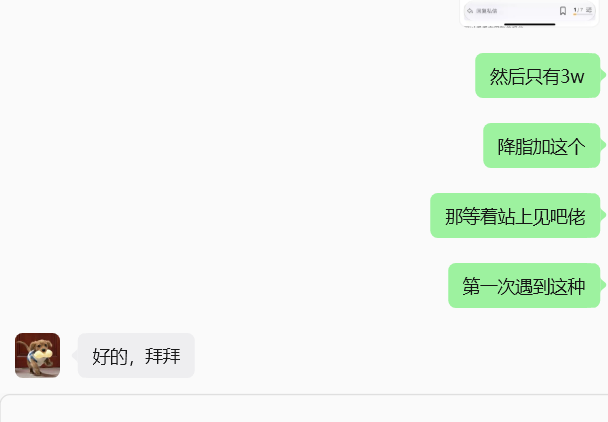 然后只有3w
降脂加这个
那等着站上见吧佬
第一次遇到这种
好的，拜拜